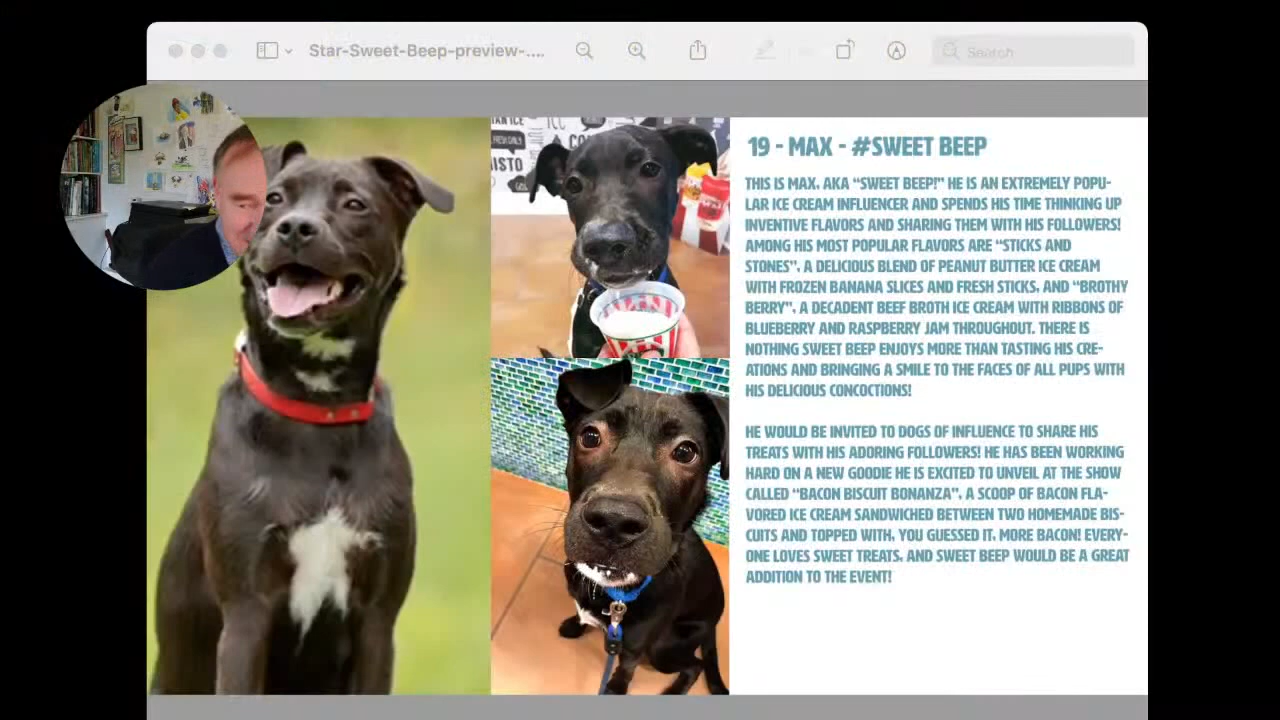 Star-Sweet-Beep-preview-....
Search
19 - MAX - #SWEET BEEP
THIS IS MAX, AKA “SWEET BEEP!” HE IS AN EXTREMELY POPU-
LAR ICE CREAM INFLUENCER AND SPENDS HIS TIME THINKING UP
INVENTIVE FLAVORS AND SHARING THEM WITH HIS FOLLOWERS!
AMONG HIS MOST POPULAR FLAVORS ARE “STICKS AND
STONES”, A DELICIOUS BLEND OF PEANUT BUTTER ICE CREAM
WITH FROZEN BANANA SLICES AND FRESH STICKS, AND “BROTHY
BERRY”, A DECADENT BEEF BROTH ICE CREAM WITH RIBBONS OF
BLUEBERRY AND RASPBERRY JAM THROUGHOUT. THERE IS
NOTHING SWEET BEEP ENJOYS MORE THAN TASTING HIS CRE-
ATIONS AND BRINGING A SMILE TO THE FACES OF ALL PUPS WITH
HIS DELICIOUS CONCOCTIONS!
HE WOULD BE INVITED TO DOGS OF INFLUENCE TO SHARE HIS
TREATS WITH HIS ADORING FOLLOWERS! HE HAS BEEN WORKING
HARD ON A NEW GOODIE HE IS EXCITED TO UNVEIL AT THE SHOW
CALLED “BACON BISCUIT BONANZA”, A SCOOP OF BACON FLA-
VORED ICE CREAM SANDWICHED BETWEEN TWO HOMEMADE BIS-
CUITS AND TOPPED WITH, YOU GUESSED IT, MORE BACON! EVERY-
ONE LOVES SWEET TREATS, AND SWEET BEEP WOULD BE A GREAT
ADDITION TO THE EVENT!